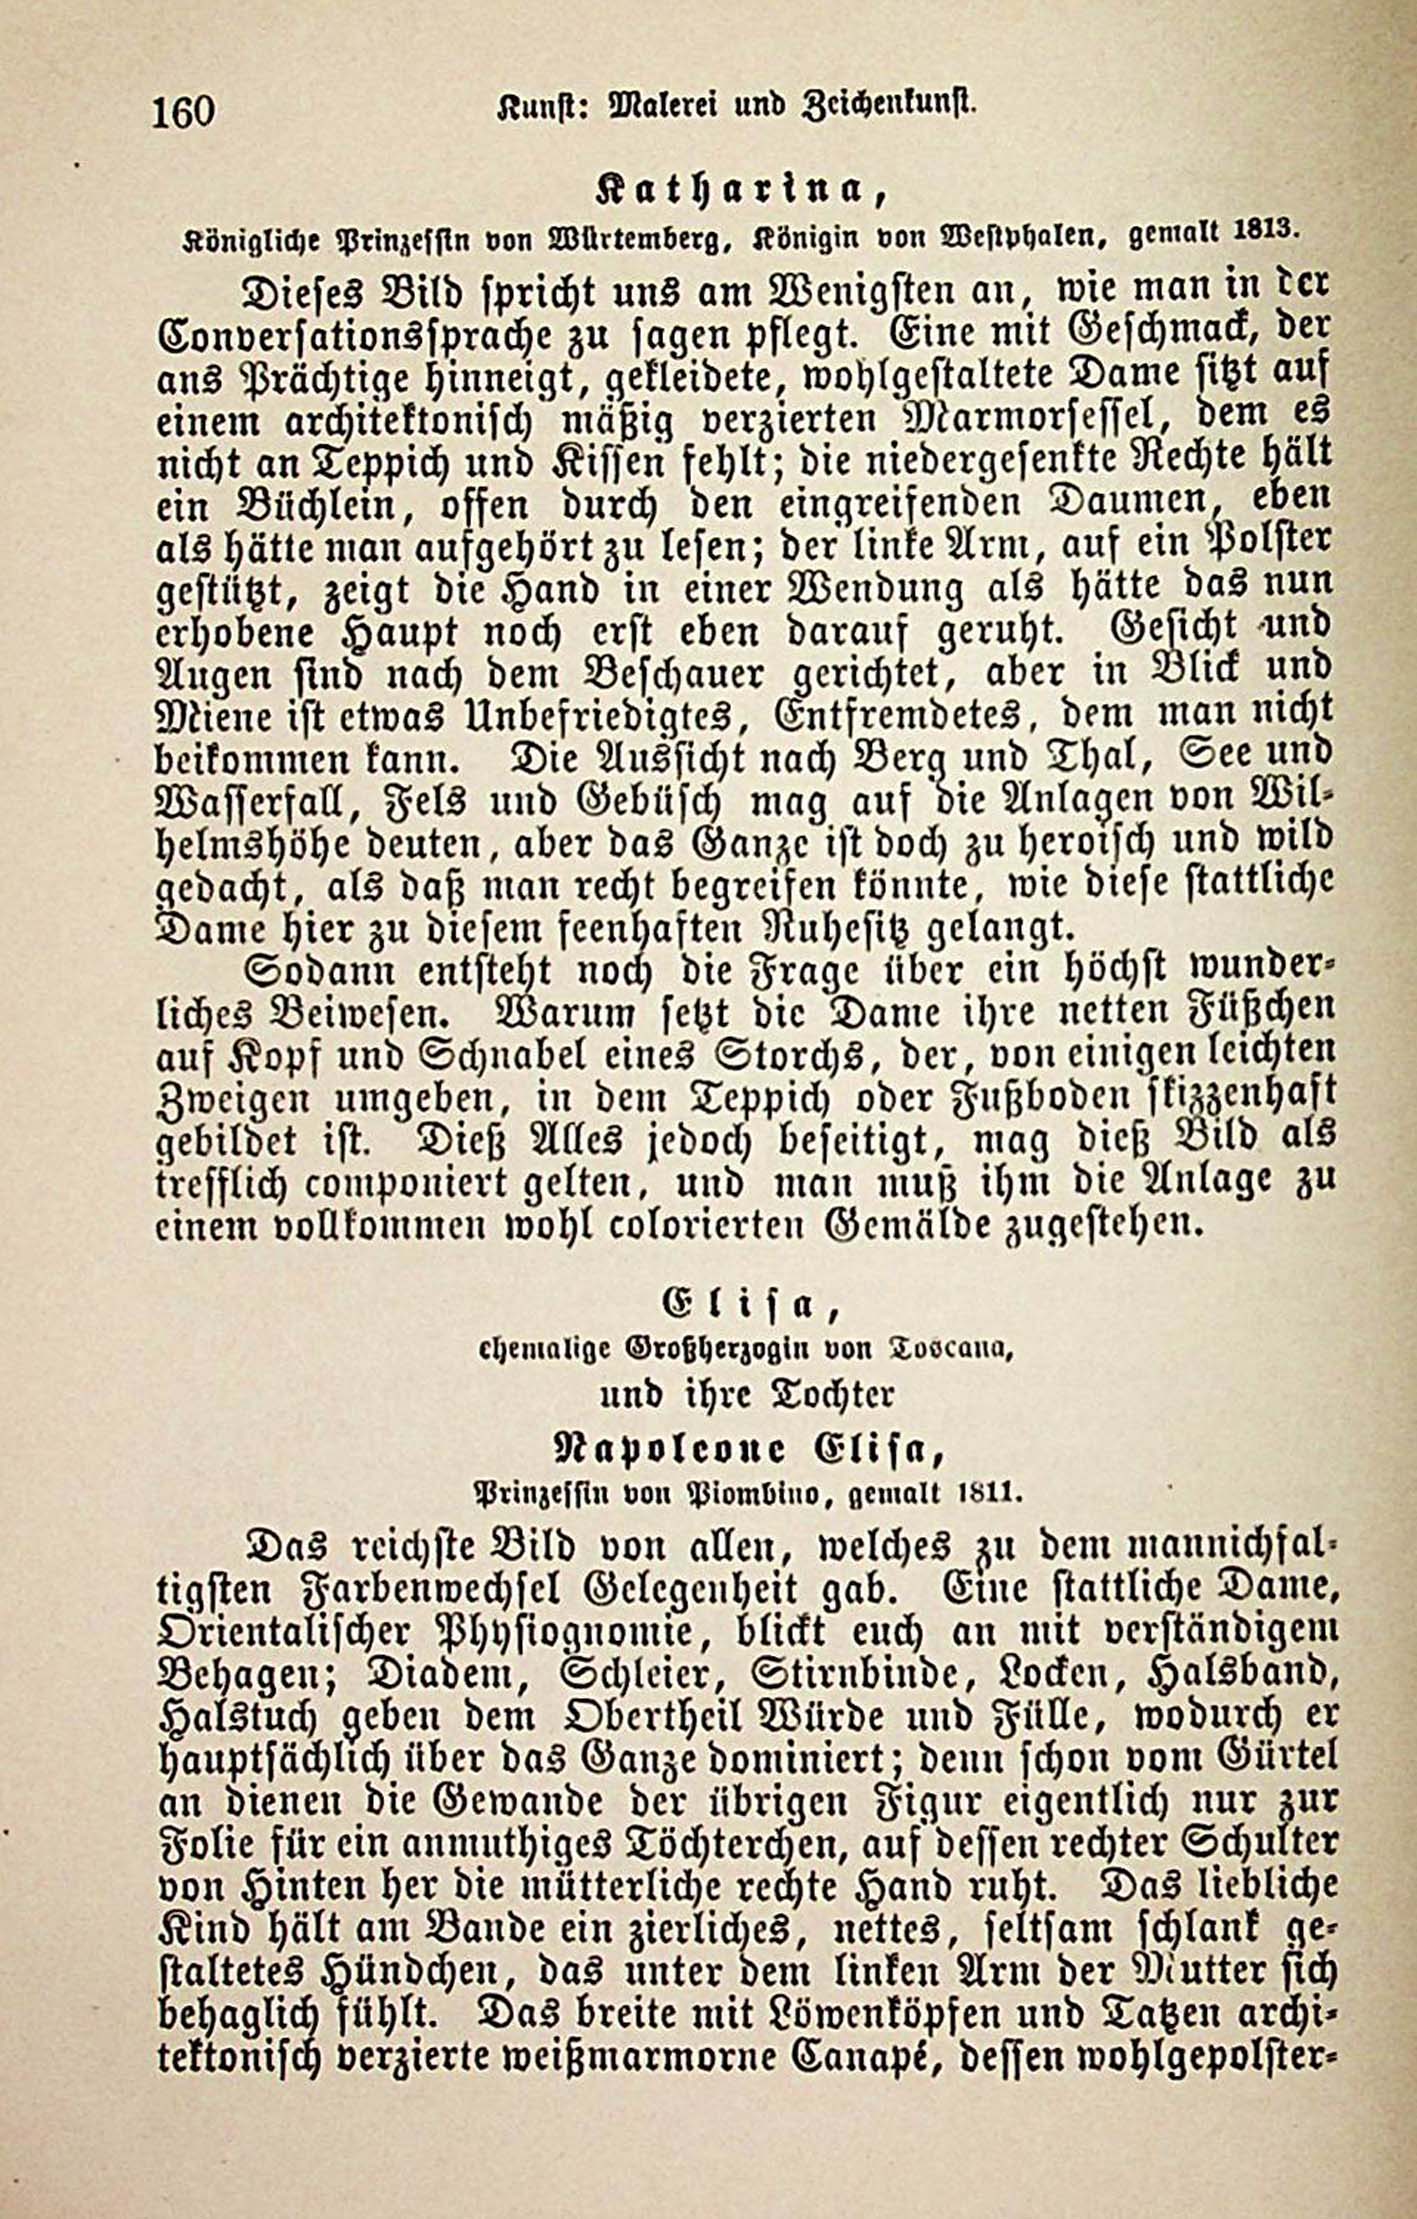 160 Kunst: Malerei und Zeichenkunst.
Katharina,
Königliche Prinzessin von Würtemberg, Königin von Westphalen, gemalt 1813.
Dieses Bild spricht uns am Wenigsten an, wie man in der
Conversationssprache zu sagen pflegt. Eine mit Geschmack, der
ans Prächtige hinneigt, gekleidete, wohlgestaltete Dame sitzt auf
einem architektonisch mäßig verzierten Marmorsessel, dem es
nicht an Teppich und Kissen fehlt; die niedergesenkte Rechte hält
ein Büchlein, offen durch den eingreifenden Daumen, eben
als hätte man aufgehört zu lesen; der linke Arm, auf ein Polster
gestützt, zeigt die Hand in einer Wendung als hätte das nun
erhobene Haupt noch erst eben darauf geruht. Gesicht und
Augen sind nach dem Beschauer gerichtet, aber in Blick und
Miene ist etwas Unbefriedigtes, Entfremdetes, dem man nicht
beikommen kann. Die Aussicht nach Berg und Thal, See und
Wasserfall, Fels und Gebüsch mag auf die Anlagen von Wil-
helmshöhe deuten, aber das Ganze ist doch zu heroisch und wild
gedacht, als daß man recht begreifen könnte, wie diese stattliche
Dame hier zu diesem feenhaften Ruhesitz gelangt.
Sodann entsteht noch die Frage über ein höchst wunder-
liches Beiwesen. Warum setzt die Dame ihre netten Füßchen
auf Kopf und Schnabel eines Storchs, der, von einigen leichten
Zweigen umgeben, in dem Teppich oder Fußboden skizzenhaft
gebildet ist. Dieß Alles jedoch beseitigt, mag dieß Bild als
trefflich componiert gelten, und man muß ihm die Anlage zu
einem vollkommen wohl colorierten Gemälde zugestehen.
Elisa,
ehemalige Großherzogin von Toscana,
und ihre Tochter
Napoleone Elisa,
Prinzessin von Piombino, gemalt 1811.
Das reichste Bild von allen, welches zu dem mannichfal-
tigsten Farbenwechsel Gelegenheit gab. Eine stattliche Dame,
Orientalischer Physiognomie, blickt euch an mit verständigem
Behagen; Diadem, Schleier, Stirnbinde, Locken, Halsband,
Halstuch geben dem Obertheil Würde und Fülle, wodurch er
hauptsächlich über das Ganze dominiert; denn schon vom Gürtel
an dienen die Gewande der übrigen Figur eigentlich nur zur
Folie für ein anmuthiges Töchterchen, auf dessen rechter Schulter
von Hinten her die mütterliche rechte Hand ruht. Das liebliche
Kind hält am Bande ein zierliches, nettes, seltsam schlank ge-
staltetes Hündchen, das unter dem linken Arm der Mutter sich
behaglich fühlt. Das breite mit Löwenköpfen und Tatzen archi-
tektonisch verzierte weißmarmorne Canapé, dessen wohlgepolster-